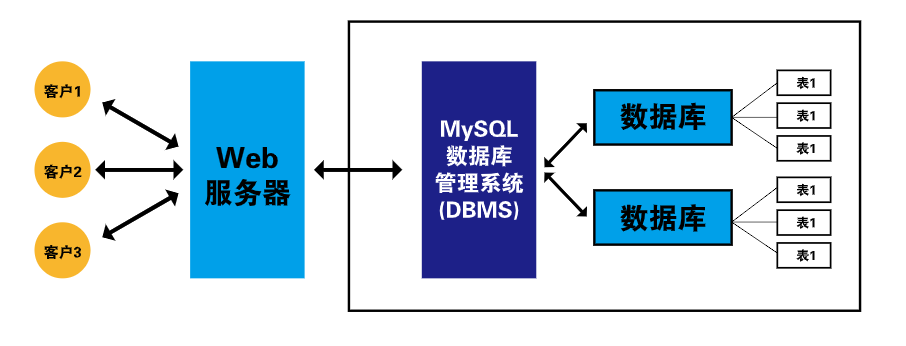 客户1
客户2
客户3
Web
服务器
MySQL
数据库
管理系统
(DBMS)
数据库
表1
表1
表1
数据库
表1
表1
表1